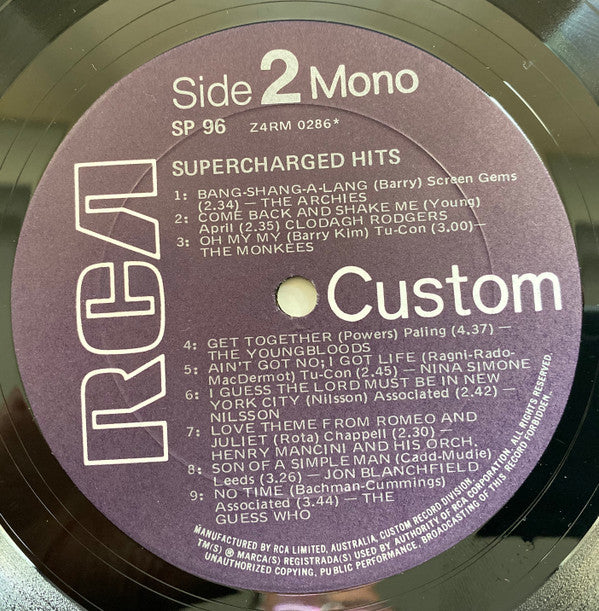 Side 2 Mono
SP 96 Z4RM 0286*
SUPERCHARGED HITS
1: BANG-SHANG-A-LANG (Barry) Screen Gems
(2.34) — THE ARCHIES
2: COME BACK AND SHAKE ME (Young)
April (2.35) CLODAGH RODGERS
3: OH MY MY (Barry Kim) Tu-Con (3.00)—
THE MONKEES
RCA
Custom
4: GET TOGETHER (Powers) Paling (4.37) —
THE YOUNGBLOODS
5: AIN'T GOT NO; I GOT LIFE (Ragni-Rado-
MacDermot) Tu-Con (2.45) — NINA SIMONE
6: I GUESS THE LORD MUST BE IN NEW
YORK CITY (Nilsson) Associated (2.42) —
NILSSON
7: LOVE THEME FROM ROMEO AND
JULIET (Rota) Chappell (2.30) —
HENRY MANCINI AND HIS ORCH.
8: SON OF A SIMPLE MAN (Cadd-Mudie)
Leeds (3.26) — JON BLANCHFIELD
9: NO TIME (Bachman-Cummings)
Associated (3.44) — THE
GUESS WHO
MANUFACTURED BY RCA LIMITED, AUSTRALIA, CUSTOM RECORD DIVISION.
TM(S) ® MARCA(S) REGISTRADA(S) USED BY AUTHORITY OF RCA CORPORATION. ALL RIGHTS RESERVED.
UNAUTHORIZED COPYING, PUBLIC PERFORMANCE, BROADCASTING OF THIS RECORD FORBIDDEN.